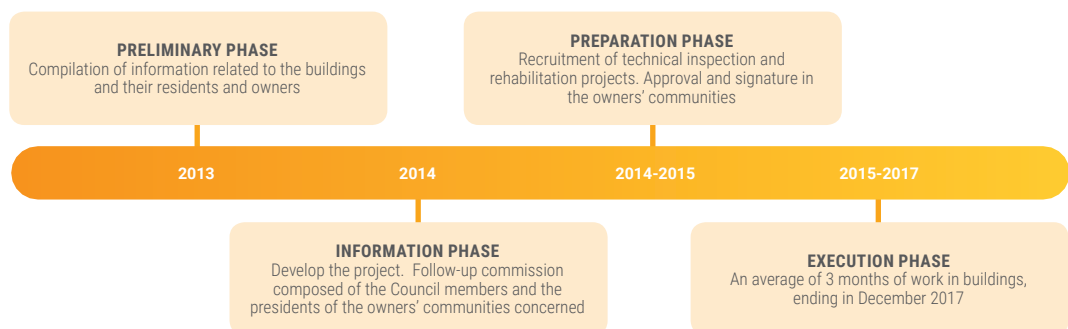 PRELIMINARY PHASE
Compilation of information related to the buildings
and their residents and owners
PREPARATION PHASE
Recruitment of technical inspection and
rehabilitation projects. Approval and signature in
the owners' communities
2013
2014
2014-2015
2015-2017
INFORMATION PHASE
Develop the project.  Follow-up commission
composed of the Council members and the
presidents of the owners' communities concerned
EXECUTION PHASE
An average of 3 months of work in buildings,
ending in December 2017